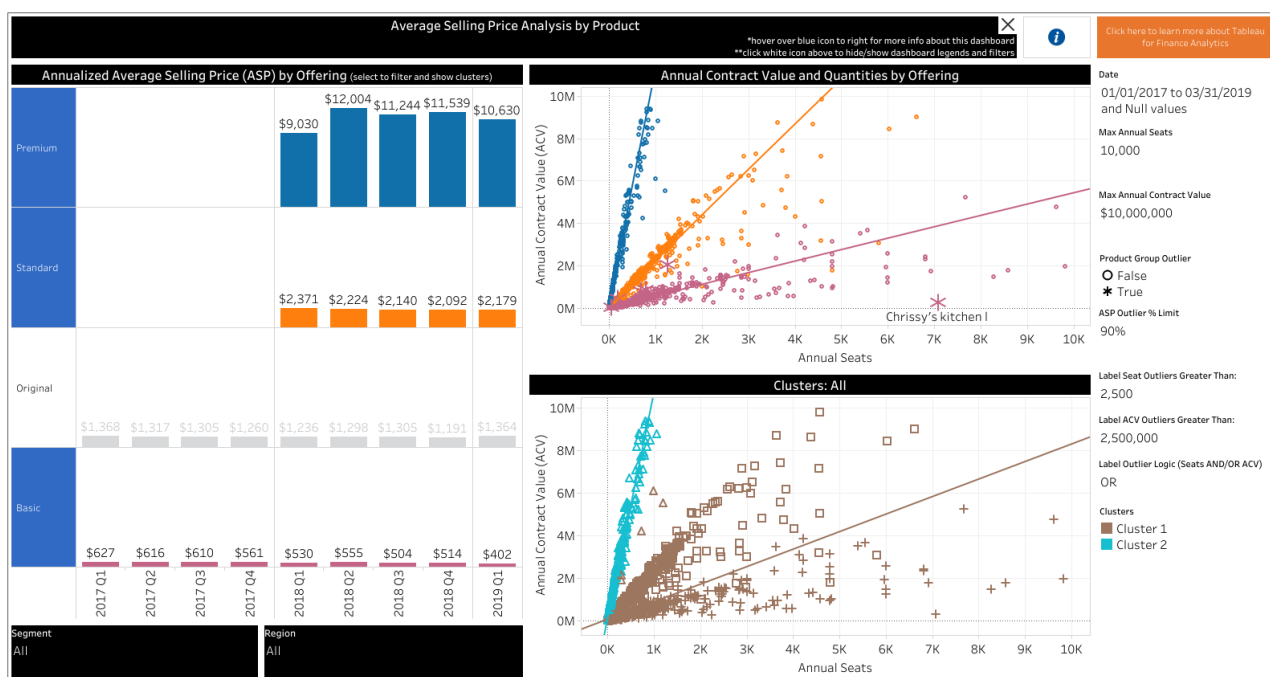 Average Selling Price Analysis by Product
*hover over blue icon to right for more info about this dashboard
**click white icon above to hide/show dashboard legends and filters
i
Click here to learn more about Tableau
for Finance Analytics
Annualized Average Selling Price (ASP) by Offering (select to filter and show clusters)
Premium
$9,030 $12,004 $11,244 $11,539 $10,630
Standard
$2,371 $2,224 $2,140 $2,092 $2,179
Original
$1,368 $1,317 $1,305 $1,260 $1,236 $1,298 $1,305 $1,191 $1,364
Basic
$627 $616 $610 $561 $530 $555 $504 $514 $402
2017 Q1 2017 Q2 2017 Q3 2017 Q4 2018 Q1 2018 Q2 2018 Q3 2018 Q4 2019 Q1
Segment
All
Region
All
Annual Contract Value and Quantities by Offering
Annual Contract Value (ACV)
10M
8M
6M
4M
2M
0M
Chrissy's kitchen I
0K 1K 2K 3K 4K 5K 6K 7K 8K 9K 10K
Annual Seats
Clusters: All
Annual Contract Value (ACV)
10M
8M
6M
4M
2M
0M
0K 1K 2K 3K 4K 5K 6K 7K 8K 9K 10K
Annual Seats
Date
01/01/2017 to 03/31/2019
and Null values
Max Annual Seats
10,000
Max Annual Contract Value
$10,000,000
Product Group Outlier
False
True
ASP Outlier % Limit
90%
Label Seat Outliers Greater Than:
2,500
Label ACV Outliers Greater Than:
2,500,000
Label Outlier Logic (Seats AND/OR ACV)
OR
Clusters
Cluster 1
Cluster 2